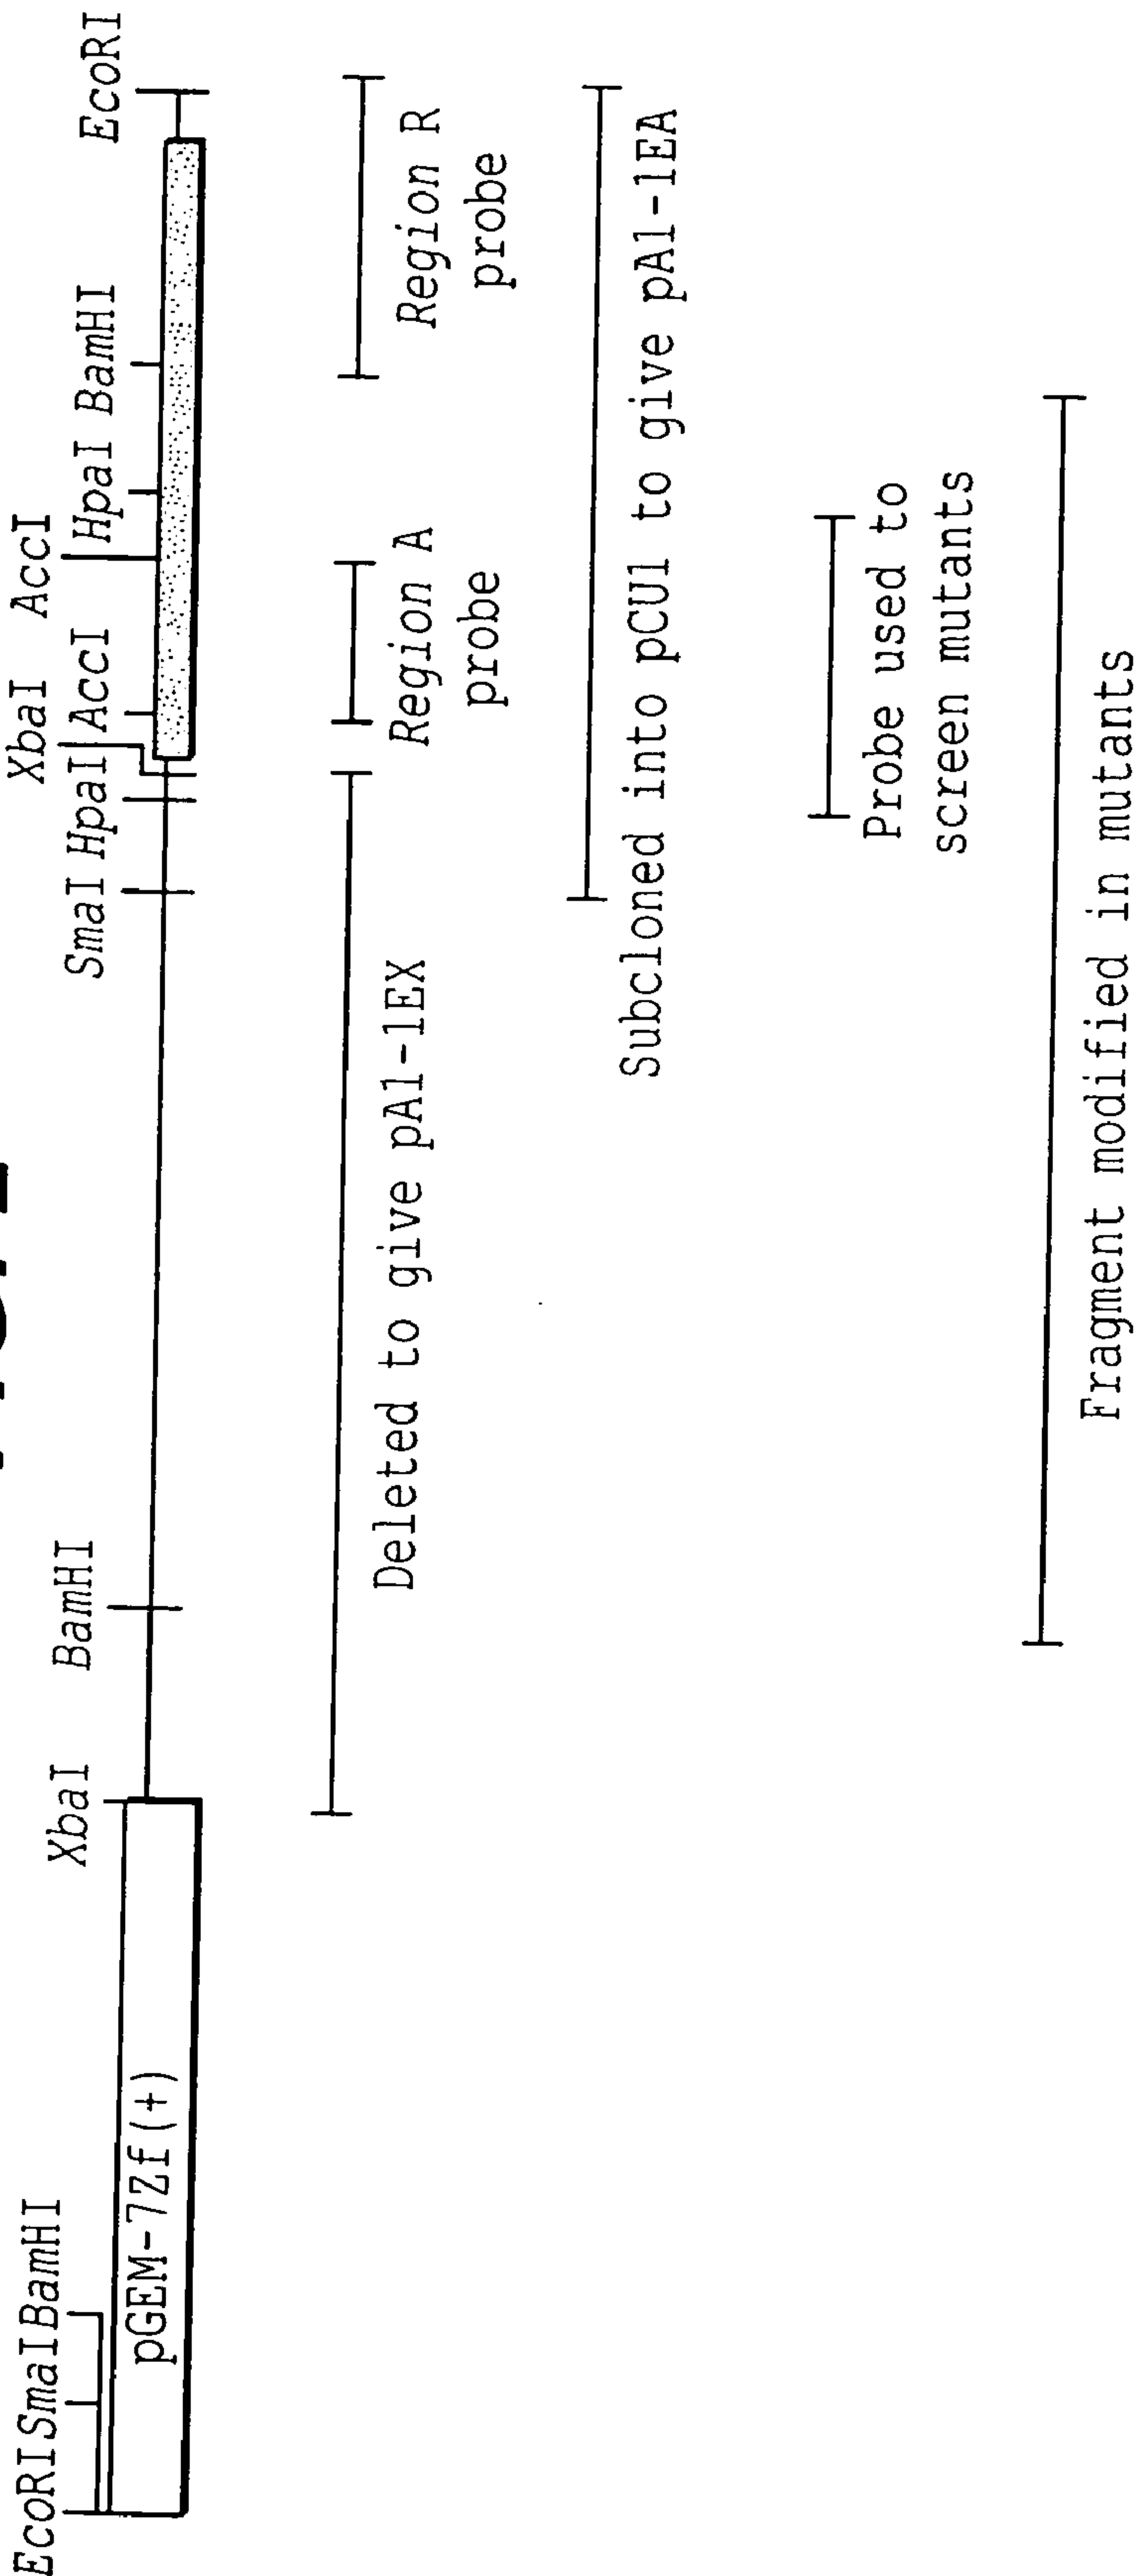 EcoRI SmaI BamHI
XbaI
BamHI
SmaI HpaI
XbaI
AccI
AccI
HpaI BamHI
EcoRI
pGEM-7Zf(+)
Deleted to give pA1-1EX
Region A
probe
Region R
probe
Subcloned into pCU1 to give pA1-1EA
Probe used to
screen mutants
Fragment modified in mutants